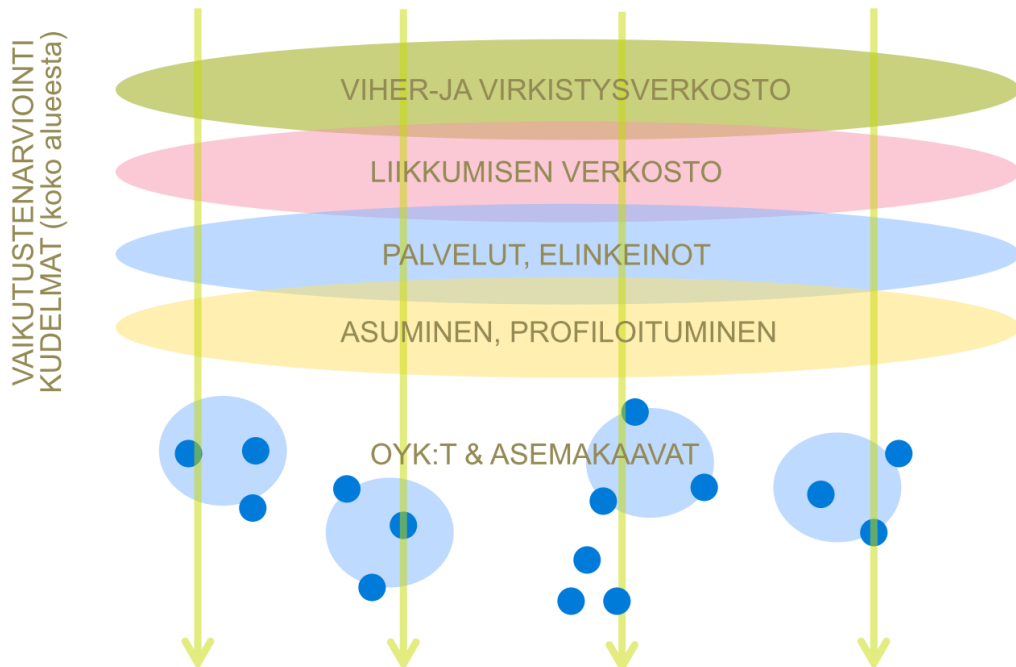 VAIKUTUSTENARVIOINTI
KUDELMAT (koko alueesta)
VIHER-JA VIRKISTYSVERKOSTO
LIIKKUMISEN VERKOSTO
PALVELUT, ELINKEINOT
ASUMINEN, PROFILOITUMINEN
OYK:T & ASEMAKAAVAT